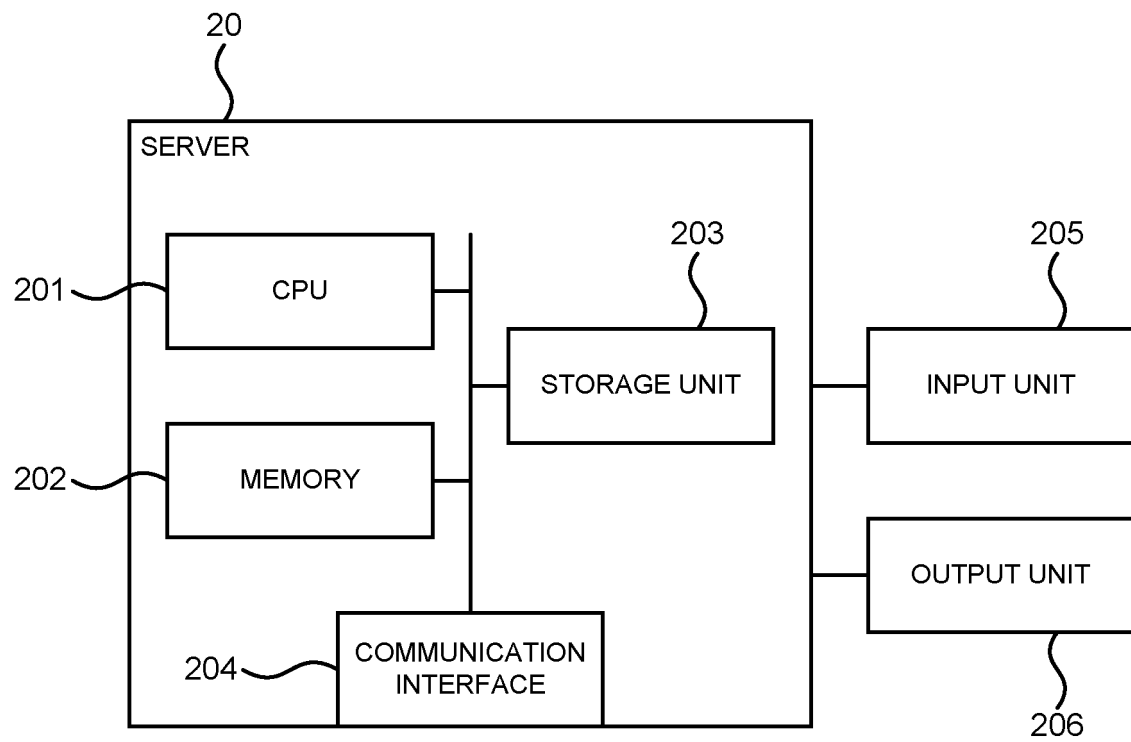 20
SERVER
203
205
201
CPU
STORAGE UNIT
INPUT UNIT
202
MEMORY
OUTPUT UNIT
204
COMMUNICATION
INTERFACE
206